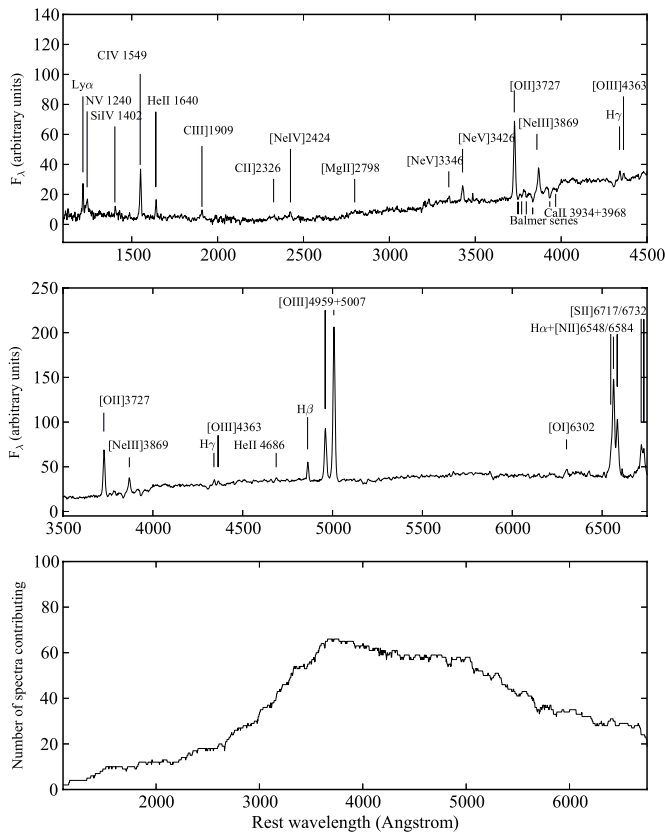 140
120
100
80
60
40
20
0
F_λ (arbitrary units)
CIV 1549
Lyα
NV 1240
SiIV 1402
HeII 1640
CIII]1909
CII]2326
[NeIV]2424
[MgII]2798
[NeV]3346
[NeV]3426
[OII]3727
[NeIII]3869
[OIII]4363
Hγ
Balmer series
CaII 3934+3968
1500 2000 2500 3000 3500 4000 4500
250
200
150
100
50
0
F_λ (arbitrary units)
[OII]3727
[NeIII]3869
Hγ
[OIII]4363
HeII 4686
Hβ
[OIII]4959+5007
[OI]6302
Hα+[NII]6548/6584
[SII]6717/6732
3500 4000 4500 5000 5500 6000 6500
100
80
60
40
20
0
Number of spectra contributing
2000 3000 4000 5000 6000
Rest wavelength (Angstrom)